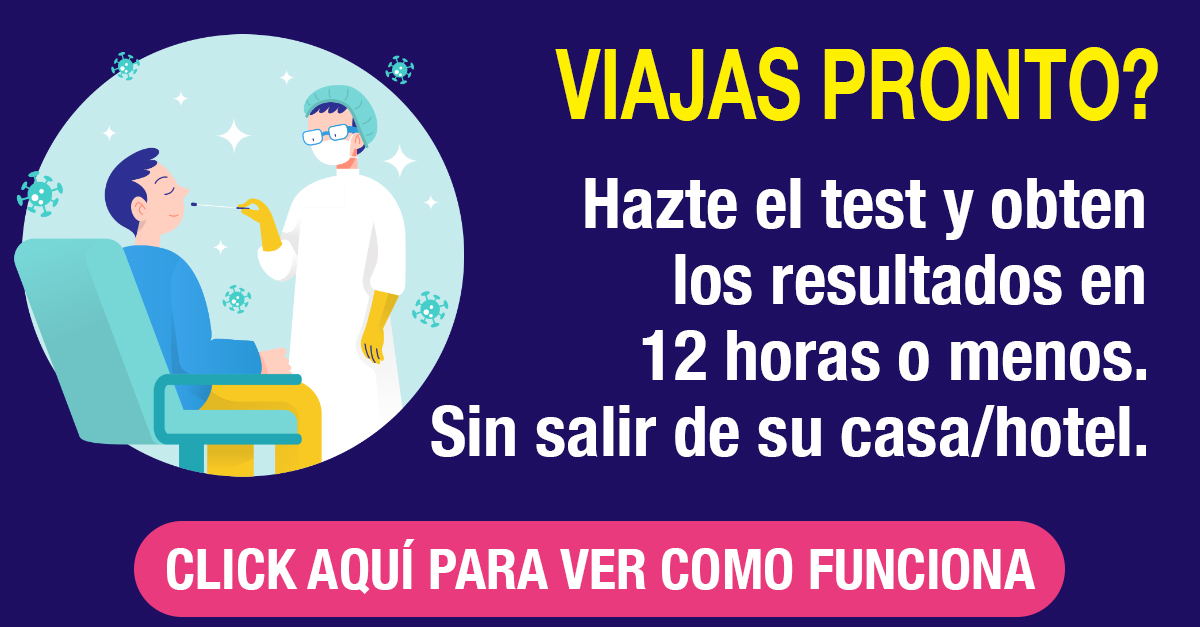 VIAJAS PRONTO?
Hazte el test y obten
los resultados en
12 horas o menos.
Sin salir de su casa/hotel.
CLICK AQUÍ PARA VER COMO FUNCIONA